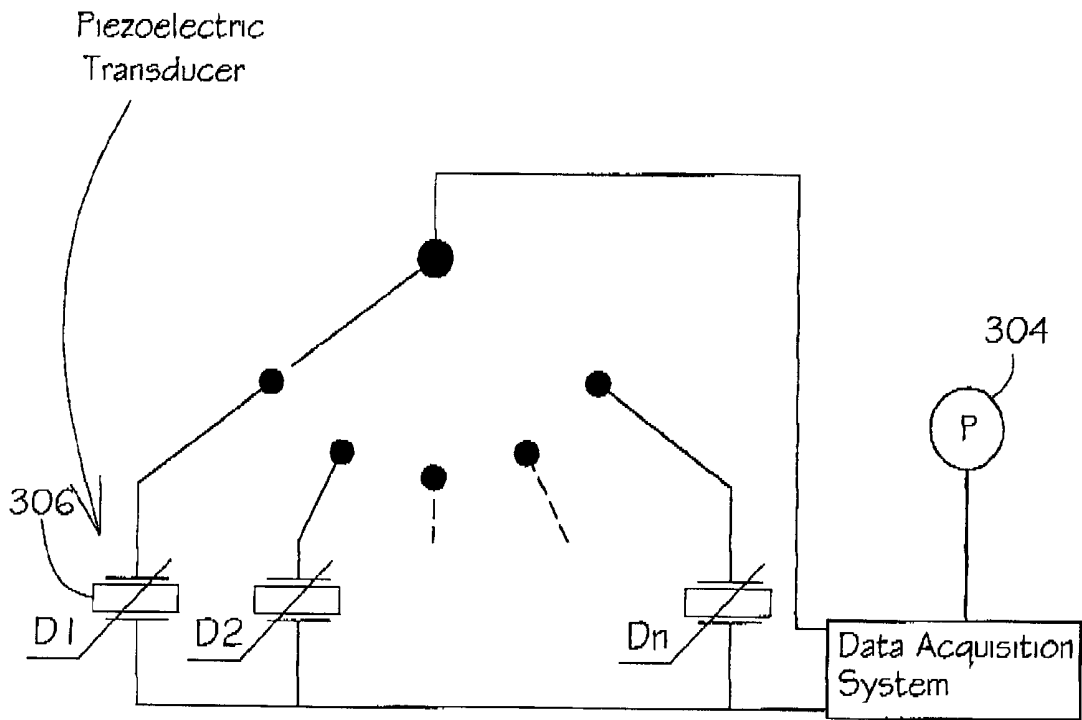 Piezoelectric
Transducer
304
P
306
D1
D2
Dn
Data Acquisition
System